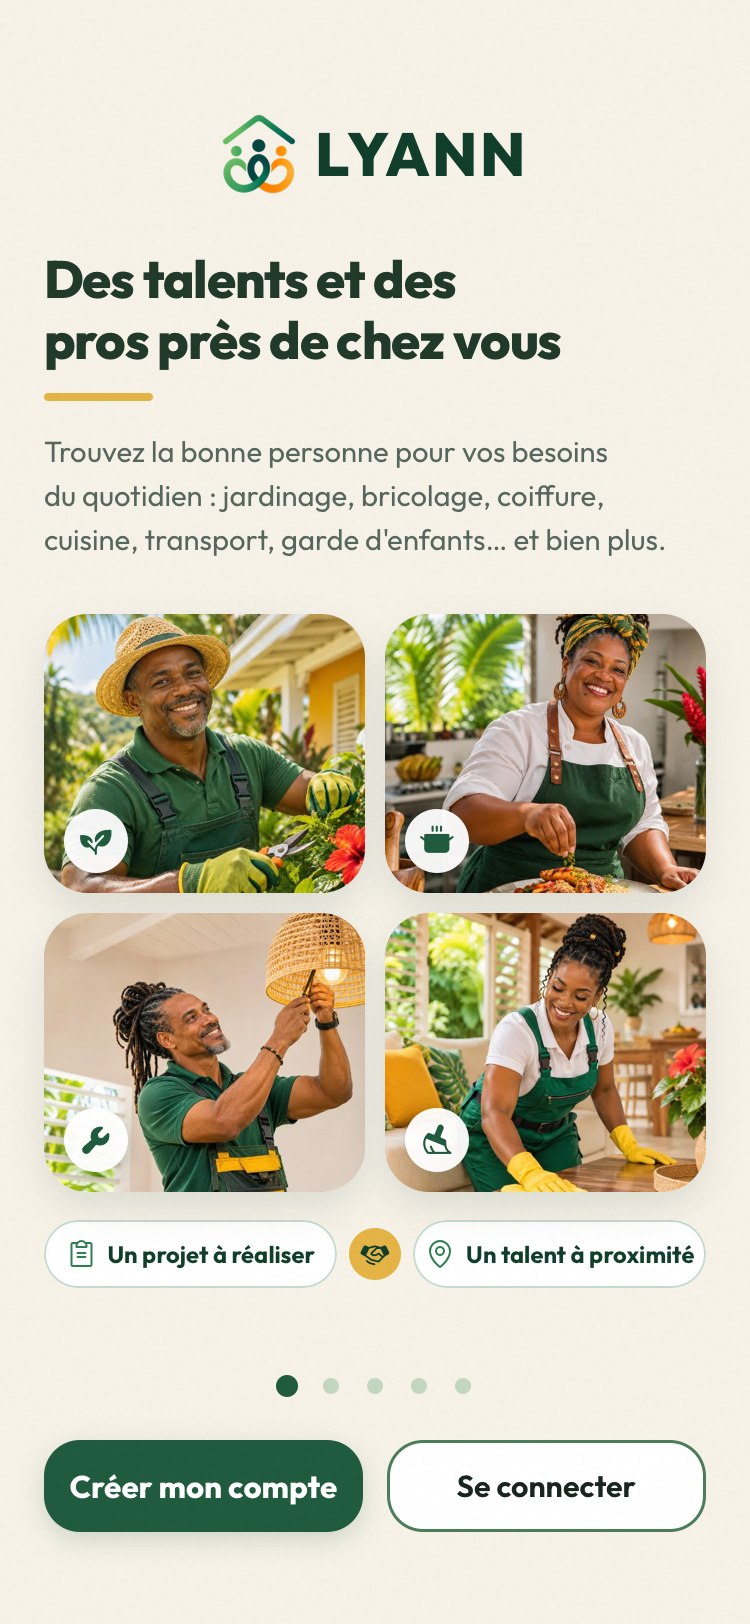 LYANN
Des talents et des
pros près de chez vous
Trouvez la bonne personne pour vos besoins
du quotidien : jardinage, bricolage, coiffure,
cuisine, transport, garde d'enfants... et bien plus.
Un projet à réaliser
Un talent à proximité
Créer mon compte
Se connecter